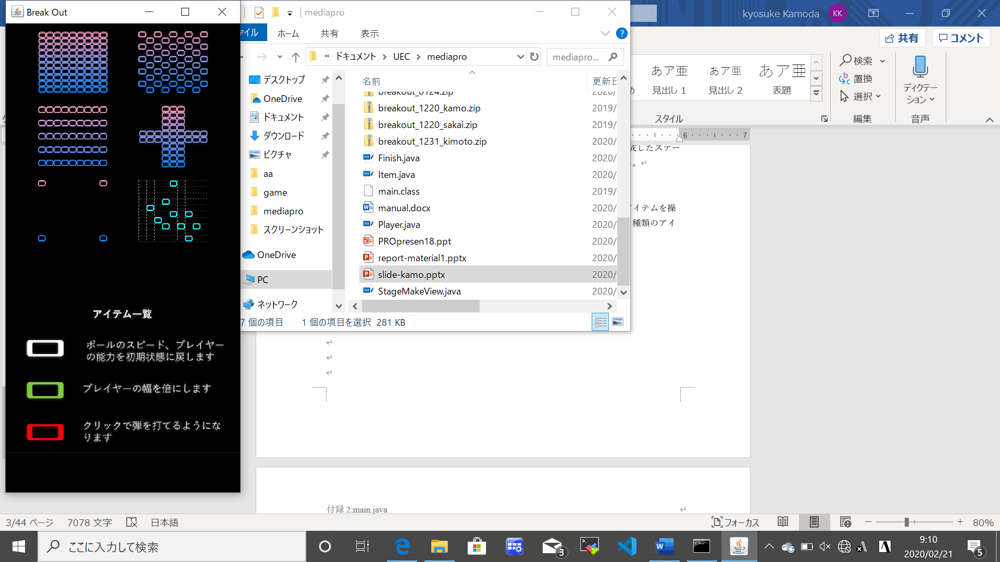 Break Out
アイテム一覧
ボールのスピード、プレイヤー
の能力を初期状態に戻します
プレイヤーの幅を倍にします
クリックで弾を打てるようにな
ります
mediapro
イル
ホーム
共有
表示
« ドキュメント > UEC > mediapro
mediapro...
デスクトップ
OneDrive
ドキュメント
ダウンロード
ピクチャ
aa
game
mediapro
スクリーンショット
OneDrive
PC
ネットワーク
名前
更新日
breakout_0124.zip 2020/
breakout_1220_kamo.zip 2019/
breakout_1220_sakai.zip 2019/
breakout_1231_kimoto.zip 2020/
Finish.java 2020/
Item.java 2020/
main.class 2019/
manual.docx 2020/
Player.java 2020/
PROpresen18.ppt 2020/
report-material1.pptx 2020/
slide-kamo.pptx 2020/
StageMakeView.java 2020/
7 個の項目
1 個の項目を選択 281 KB
kyosuke Kamoda KK
共有
コメント
あア亜 あア亜 あア亜
め 見出し 1 見出し 2 表題
スタイル
検索
置換
選択
編集
ディクテー
ション
音声
6 7
成したステー
。
イテムを操
種類のアイ
付録 2:main.java
3/44 ページ 7078 文字 日本語
フォーカス
80%
ここに入力して検索
3
A
9:10
2020/02/21
5